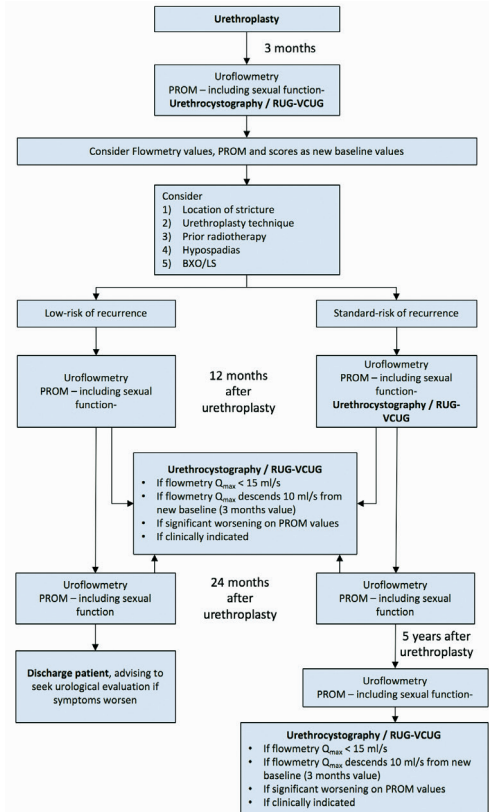 Urethroplasty
3 months
Uroflowmetry
PROM – including sexual function-
Urethrocystography / RUG-VCUG
Consider Flowmetry values, PROM and scores as new baseline values
Consider
1) Location of stricture
2) Urethroplasty technique
3) Prior radiotherapy
4) Hypospadias
5) BXO/LS
Low-risk of recurrence
Standard-risk of recurrence
Uroflowmetry
PROM – including sexual
function-
12 months
after
urethroplasty
Uroflowmetry
PROM – including sexual
function-
Urethrocystography / RUG-
VCUG
Urethrocystography / RUG-VCUG
• If flowmetry Qmax < 15 ml/s
• If flowmetry Qmax descends 10 ml/s from
new baseline (3 months value)
• If significant worsening on PROM values
• If clinically indicated
Uroflowmetry
PROM – including sexual
function
24 months
after
urethroplasty
Uroflowmetry
PROM – including sexual
function
5 years after
urethroplasty
Discharge patient, advising to
seek urological evaluation if
symptoms worsen
Uroflowmetry
PROM – including sexual function-
Urethrocystography / RUG-VCUG
• If flowmetry Qmax < 15 ml/s
• If flowmetry Qmax descends 10 ml/s from new
baseline (3 months value)
• If significant worsening on PROM values
• If clinically indicated